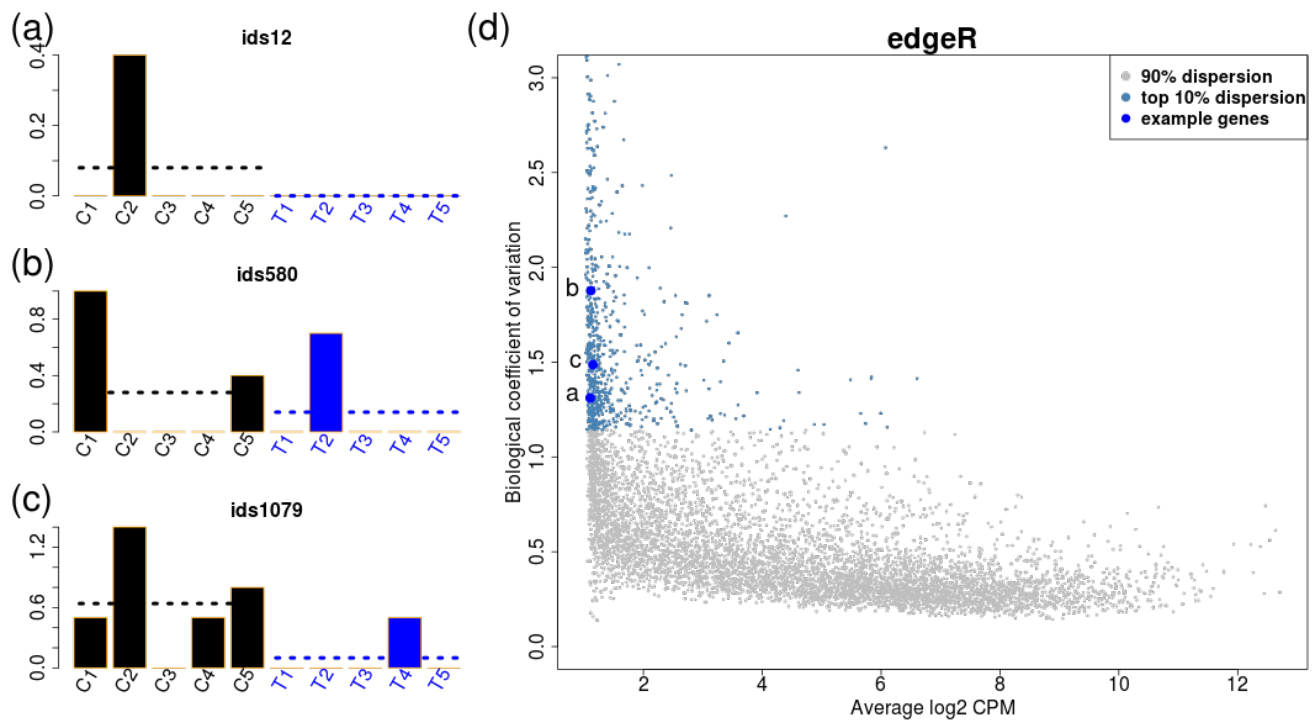 (a)
ids12
0.4
0.2
0.0
C1 C2 C3 C4 C5 T1 T2 T3 T4 T5
(b)
ids580
0.8
0.4
0.0
C1 C2 C3 C4 C5 T1 T2 T3 T4 T5
(c)
ids1079
1.2
0.6
0.0
C1 C2 C3 C4 C5 T1 T2 T3 T4 T5
(d)
edgeR
90% dispersion
top 10% dispersion
example genes
Biological coefficient of variation
3.0
2.5
2.0
1.5
1.0
0.5
0.0
b
c
a
2 4 6 8 10 12
Average log2 CPM